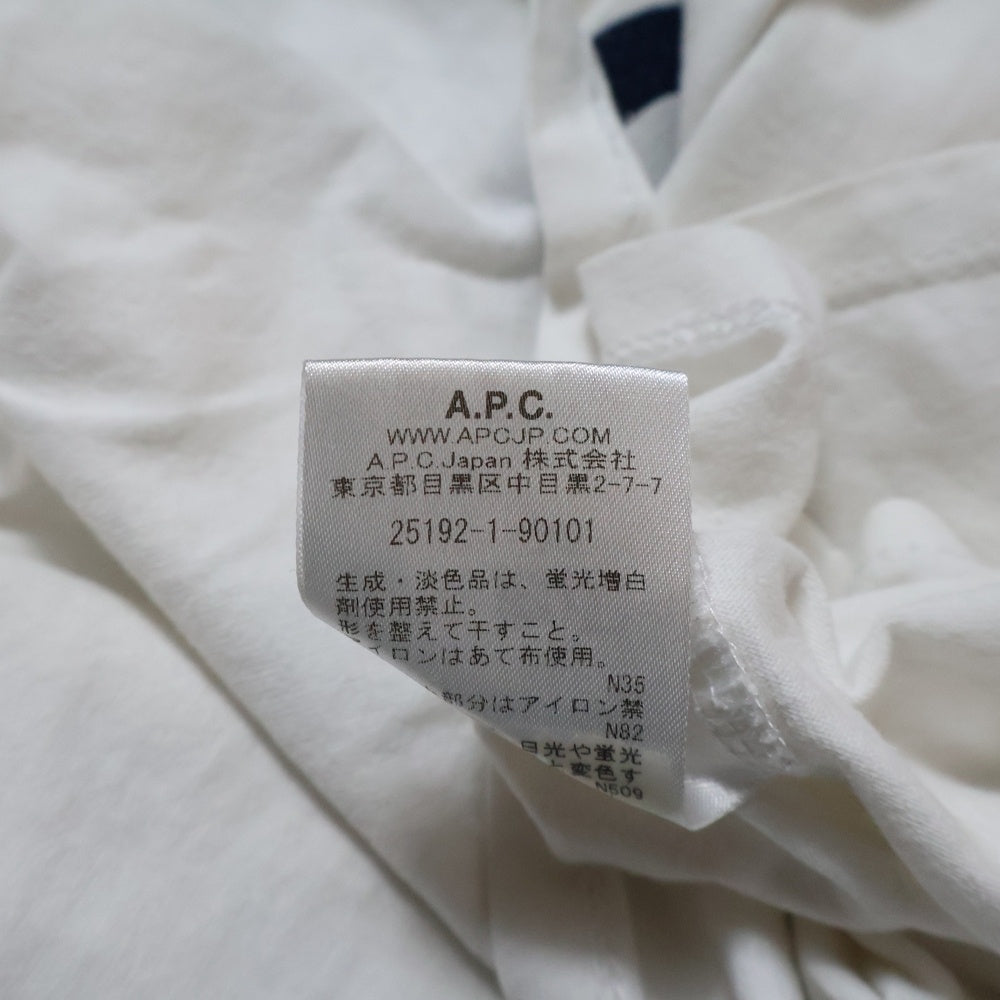 A.P.C.
WWW.APCJP.COM
A.P.C.Japan 株式会社
東京都目黒区中目黒2-7-7
25192-1-90101
生成・淡色品は、蛍光増白
剤使用禁止。
形を整えて干すこと。
イロンはあて布使用。
N35
部分はアイロン禁
N82
日光や蛍光
と変色す
N509